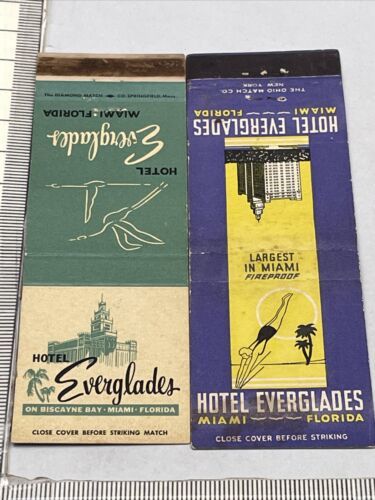 The DIAMOND MATCH CO. SPRINGFIELD, Mass.
MIAMI·FLORIDA
Everglades
HOTEL
HOTEL
Everglades
ON BISCAYNE BAY · MIAMI · FLORIDA
CLOSE COVER BEFORE STRIKING MATCH
THE OHIO MATCH CO.
NEW YORK
MIAMI FLORIDA
HOTEL EVERGLADES
LARGEST
IN MIAMI
FIREPROOF
HOTEL EVERGLADES
MIAMI FLORIDA
CLOSE COVER BEFORE STRIKING